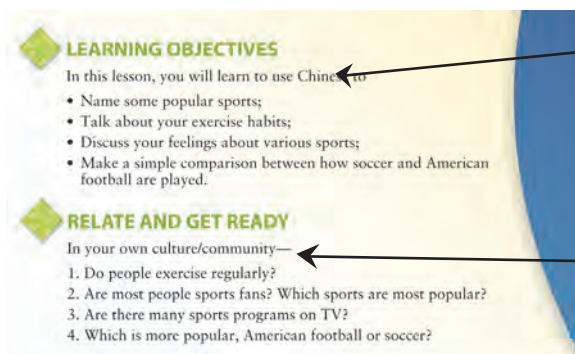 LEARNING OBJECTIVES
In this lesson, you will learn to use Chinese to
• Name some popular sports;
• Talk about your exercise habits;
• Discuss your feelings about various sports;
• Make a simple comparison between how soccer and American
football are played.
RELATE AND GET READY
In your own culture/community—
1. Do people exercise regularly?
2. Are most people sports fans? Which sports are most popular?
3. Are there many sports programs on TV?
4. Which is more popular, American football or soccer?